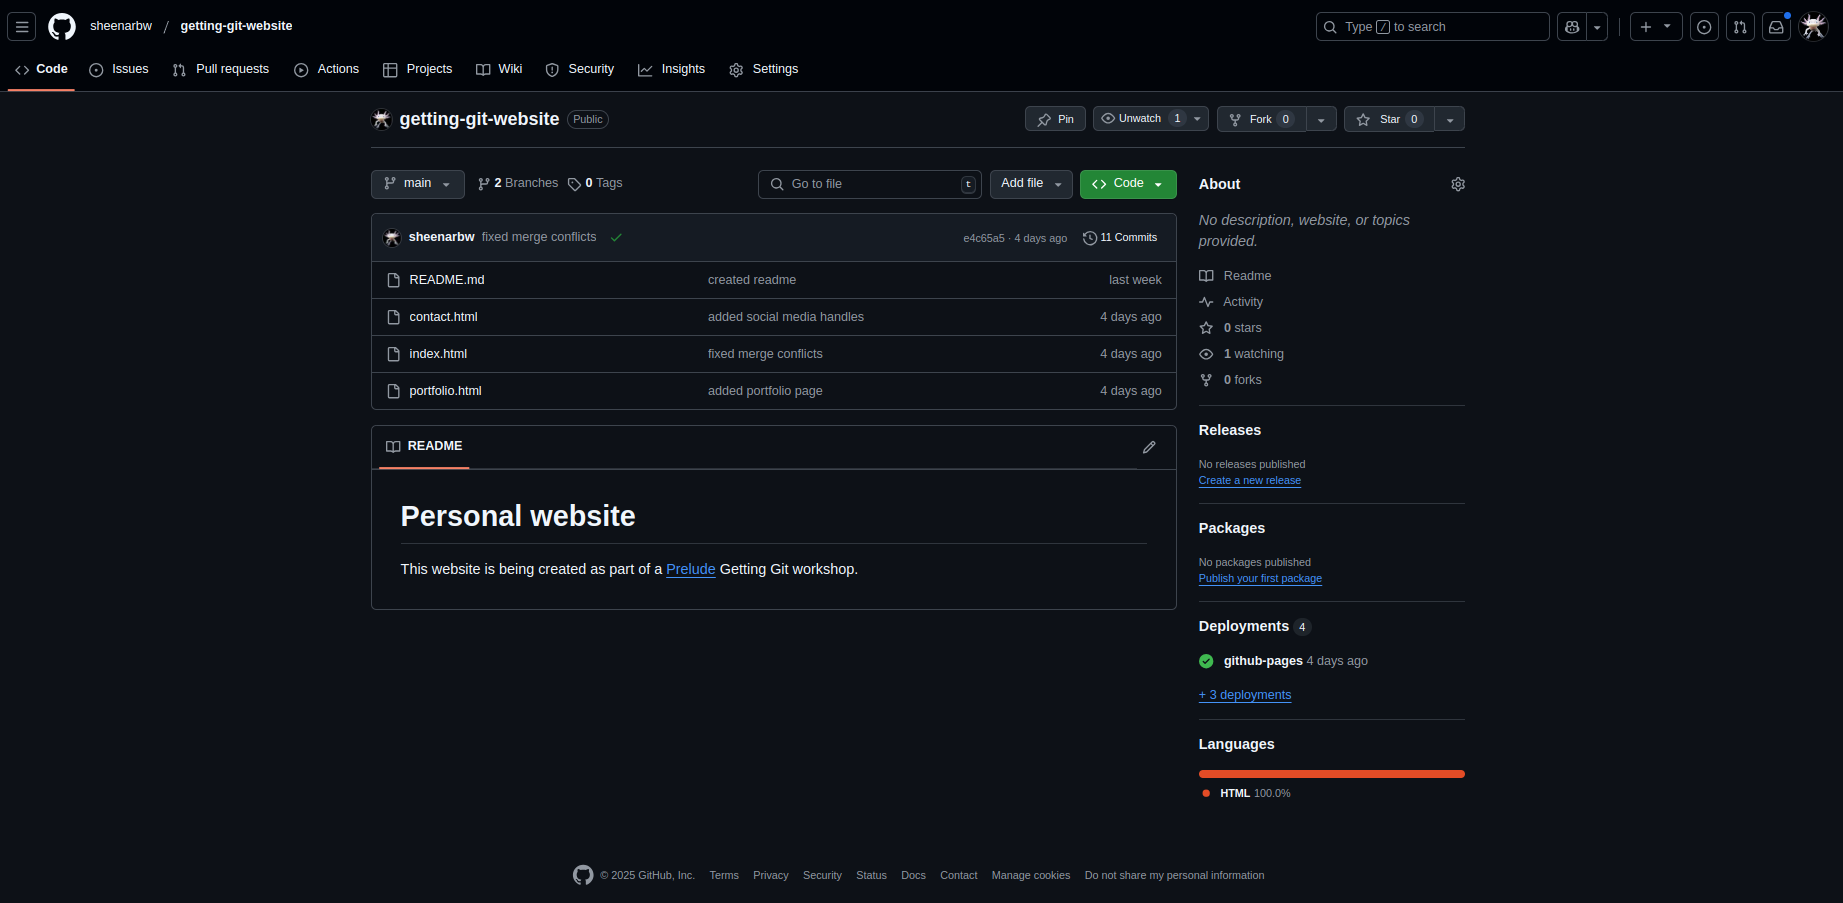 sheenarbw / getting-git-website
Type / to search
Code Issues Pull requests Actions Projects Wiki Security Insights Settings
getting-git-website Public
Pin Unwatch 1 Fork 0 Star 0
main 2 Branches 0 Tags
Go to file t Add file Code
sheenarbw fixed merge conflicts
e4c65a5 · 4 days ago 11 Commits
README.md created readme last week
contact.html added social media handles 4 days ago
index.html fixed merge conflicts 4 days ago
portfolio.html added portfolio page 4 days ago
README
Personal website
This website is being created as part of a Prelude Getting Git workshop.
About
No description, website, or topics
provided.
Readme
Activity
0 stars
1 watching
0 forks
Releases
No releases published
Create a new release
Packages
No packages published
Publish your first package
Deployments 4
github-pages 4 days ago
+ 3 deployments
Languages
HTML 100.0%
© 2025 GitHub, Inc. Terms Privacy Security Status Docs Contact Manage cookies Do not share my personal information